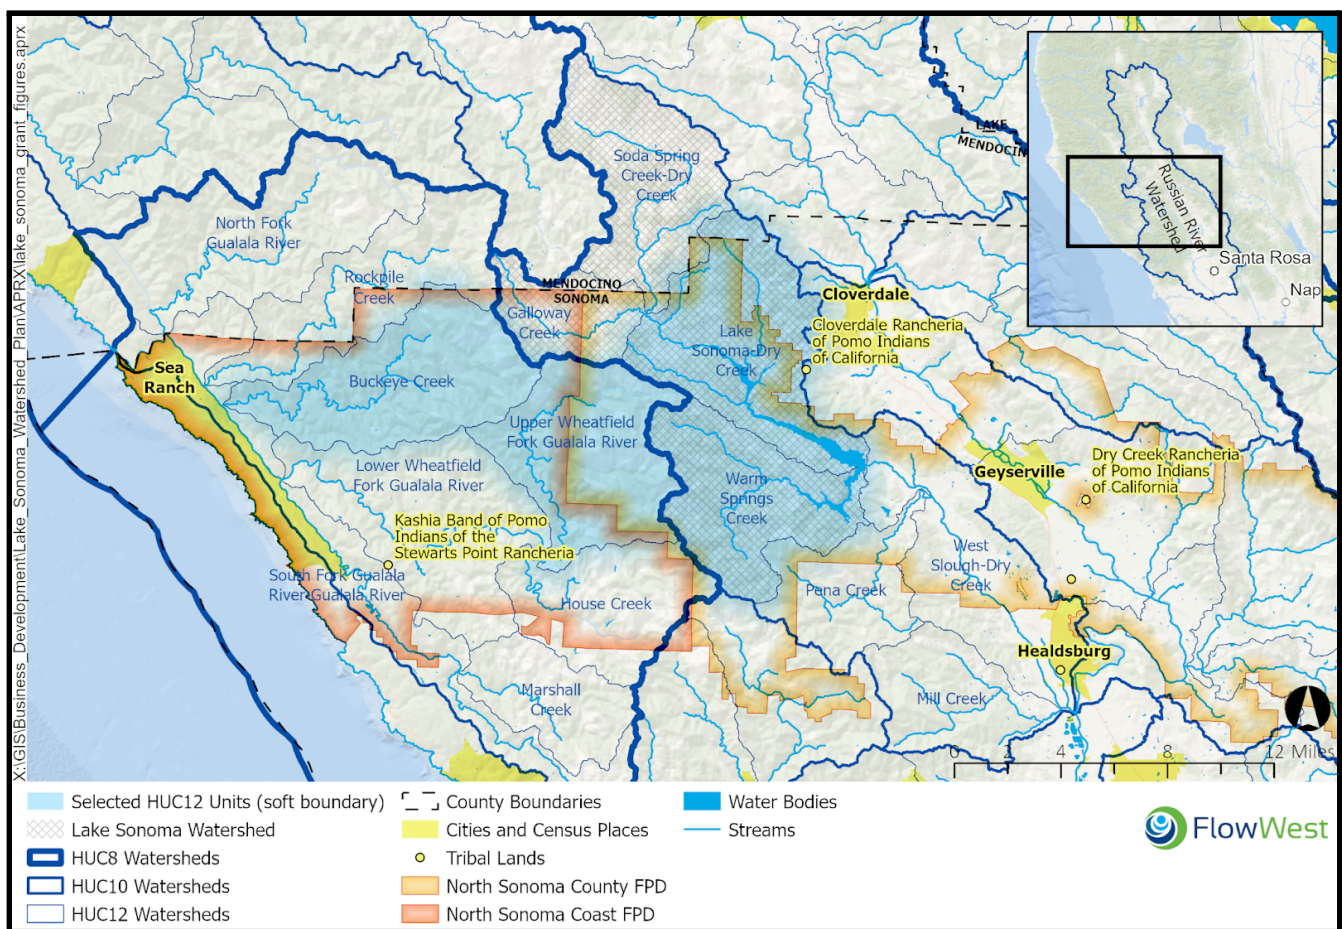 X:\GIS\Business_Development\Lake_Sonoma_Watershed_Plan\APRX\lake_sonoma_grant_figures.aprx
Soda Spring
Creek-Dry
Creek
LAKE
MENDOCINO
Russian River
Watershed
Santa Rosa
Nap
North Fork
Gualala River
Rockpile
Creek
MENDOCINO
SONOMA
Galloway
Creek
Cloverdale
Cloverdale Rancheria
of Pomo Indians
of California
Lake
Sonoma-Dry
Creek
Sea
Ranch
Buckeye Creek
Upper Wheatfield
Fork Gualala River
Lower Wheatfield
Fork Gualala River
Warm
Springs
Creek
Geyserville
Dry Creek Rancheria
of Pomo Indians
of California
Kashia Band of Pomo
Indians of the
Stewarts Point Rancheria
South Fork Gualala
River-Gualala River
House Creek
Pena Creek
West
Slough-Dry
Creek
Healdsburg
Marshall
Creek
Mill Creek
0 2 4 8 12 Miles
Selected HUC12 Units (soft boundary)
Lake Sonoma Watershed
HUC8 Watersheds
HUC10 Watersheds
HUC12 Watersheds
County Boundaries
Cities and Census Places
Tribal Lands
North Sonoma County FPD
North Sonoma Coast FPD
Water Bodies
Streams
FlowWest